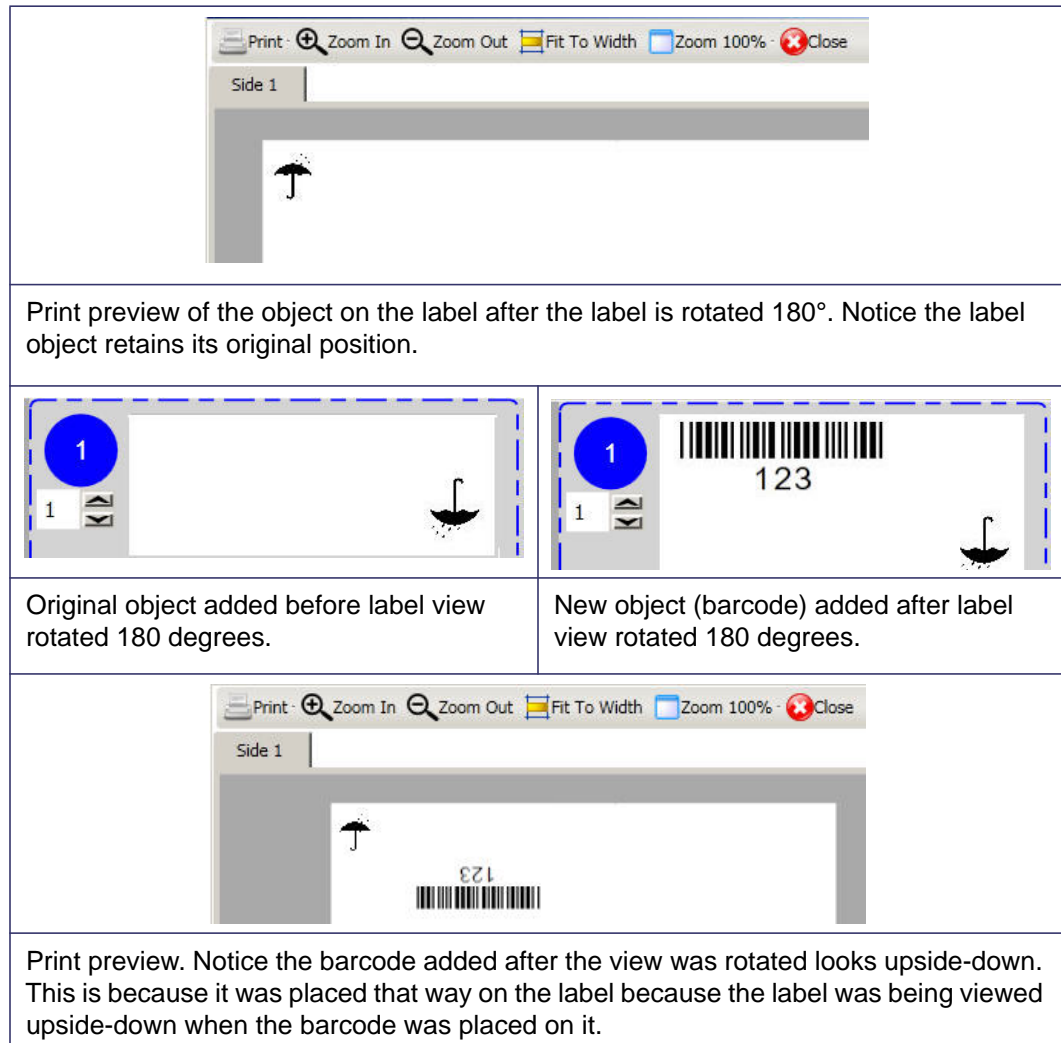 Print Zoom In Zoom Out Fit To Width Zoom 100% Close
Side 1
Print preview of the object on the label after the label is rotated 180°. Notice the label
object retains its original position.
1
1
1
123
1
Original object added before label view
rotated 180 degrees.
New object (barcode) added after label
view rotated 180 degrees.
Print Zoom In Zoom Out Fit To Width Zoom 100% Close
Side 1
123
Print preview. Notice the barcode added after the view was rotated looks upside-down.
This is because it was placed that way on the label because the label was being viewed
upside-down when the barcode was placed on it.